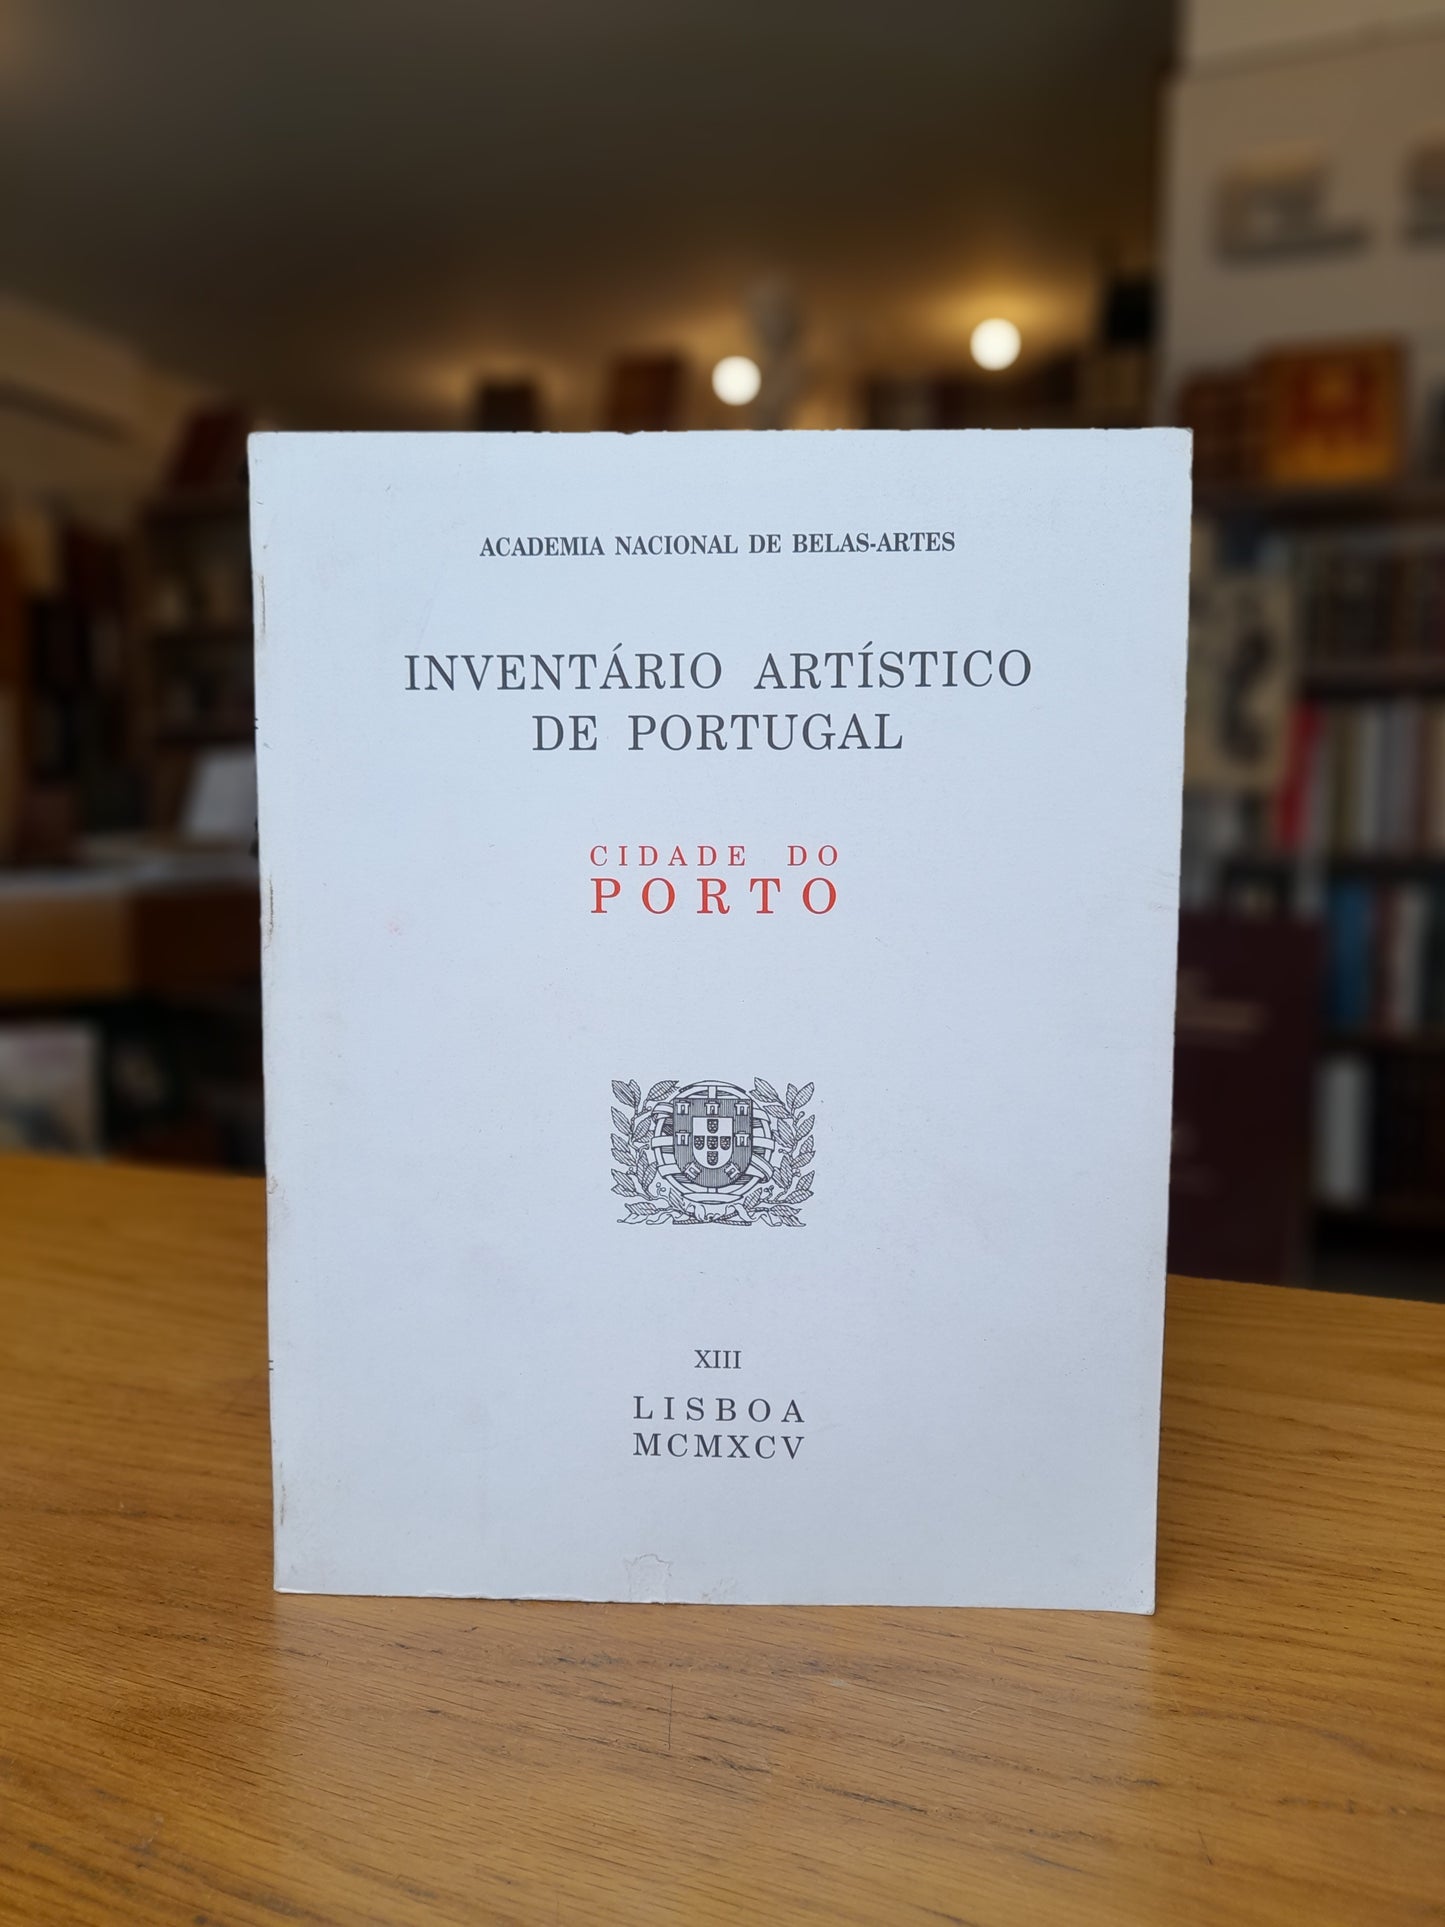 ACADEMIA NACIONAL DE BELAS-ARTES
INVENTÁRIO ARTÍSTICO
DE PORTUGAL
CIDADE DO
PORTO
XIII
LISBOA
MCMXCV